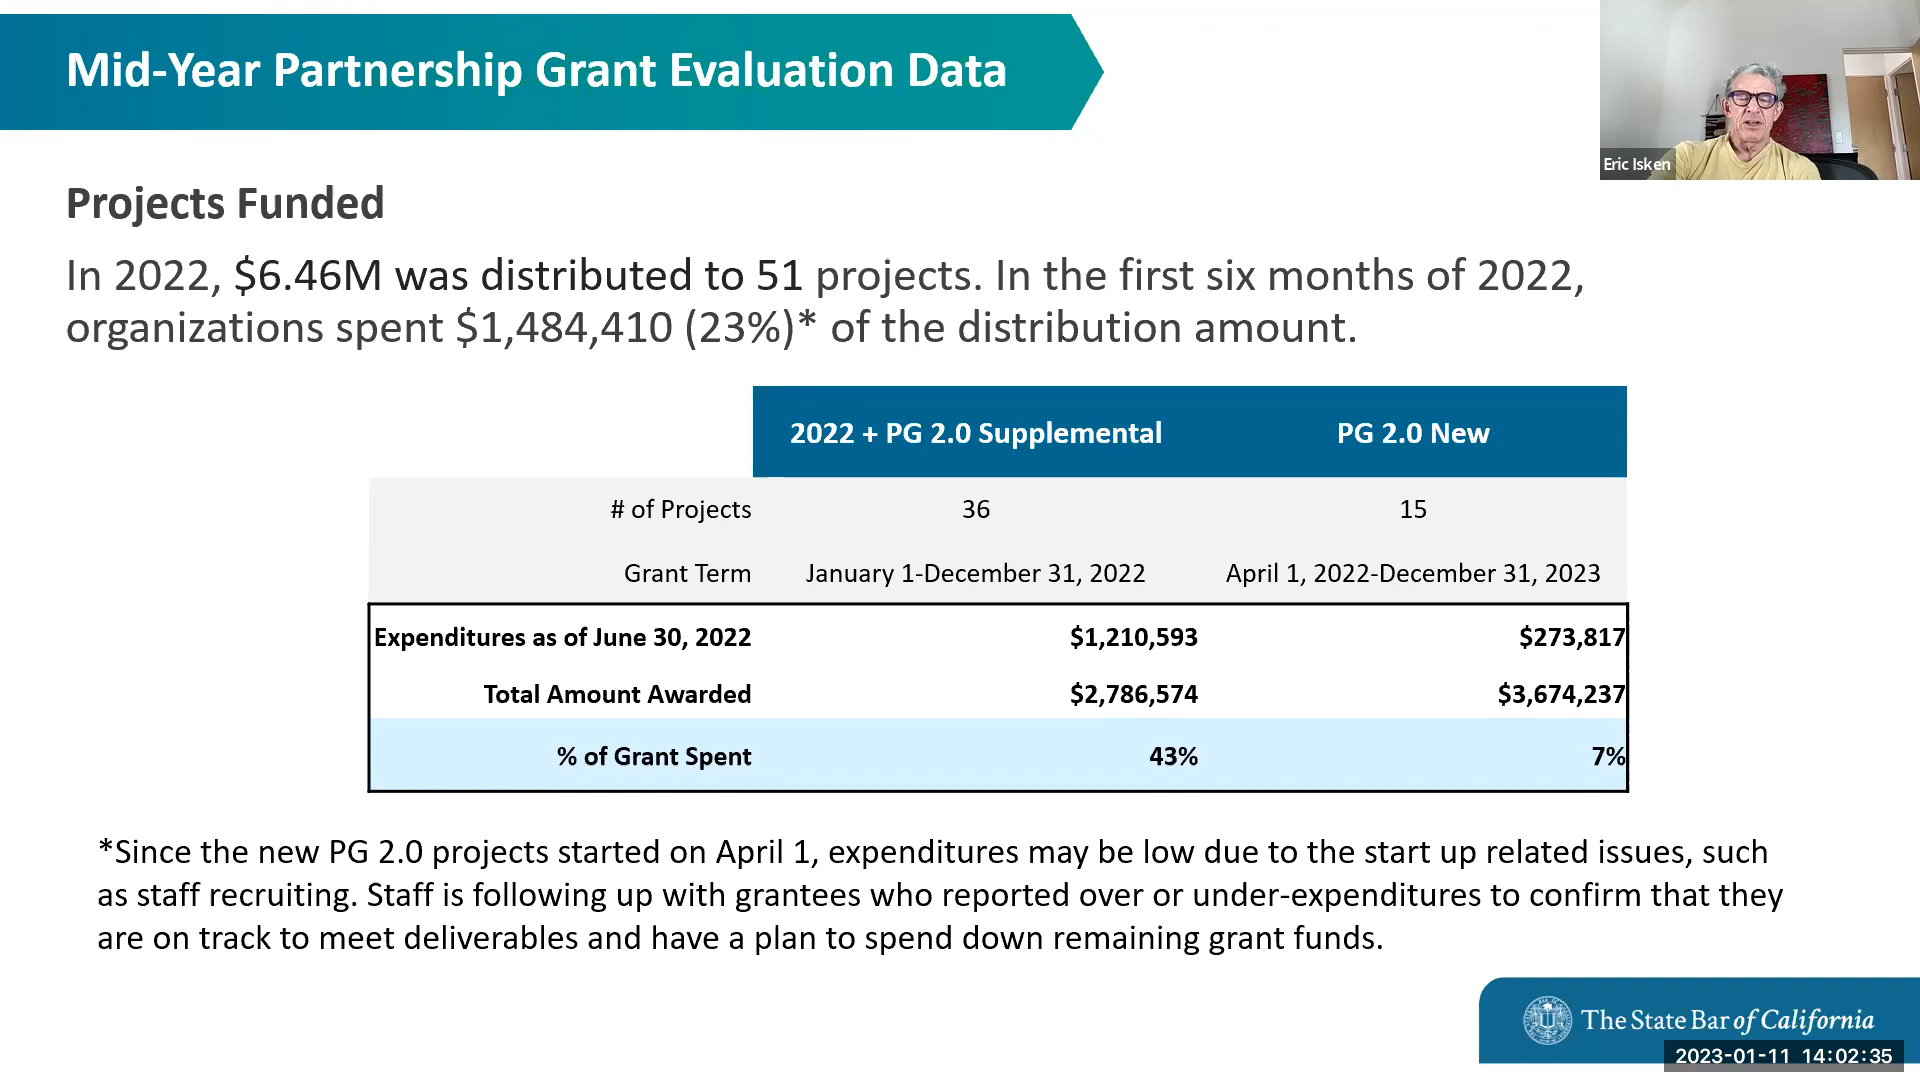 Mid-Year Partnership Grant Evaluation Data
Eric Isken
Projects Funded
In 2022, $6.46M was distributed to 51 projects. In the first six months of 2022,
organizations spent $1,484,410 (23%)* of the distribution amount.
2022 + PG 2.0 Supplemental PG 2.0 New
# of Projects 36 15
Grant Term January 1-December 31, 2022 April 1, 2022-December 31, 2023
Expenditures as of June 30, 2022 $1,210,593 $273,817
Total Amount Awarded $2,786,574 $3,674,237
% of Grant Spent 43% 7%
*Since the new PG 2.0 projects started on April 1, expenditures may be low due to the start up related issues, such
as staff recruiting. Staff is following up with grantees who reported over or under-expenditures to confirm that they
are on track to meet deliverables and have a plan to spend down remaining grant funds.
The State Bar of California
2023-01-11 14:02:35